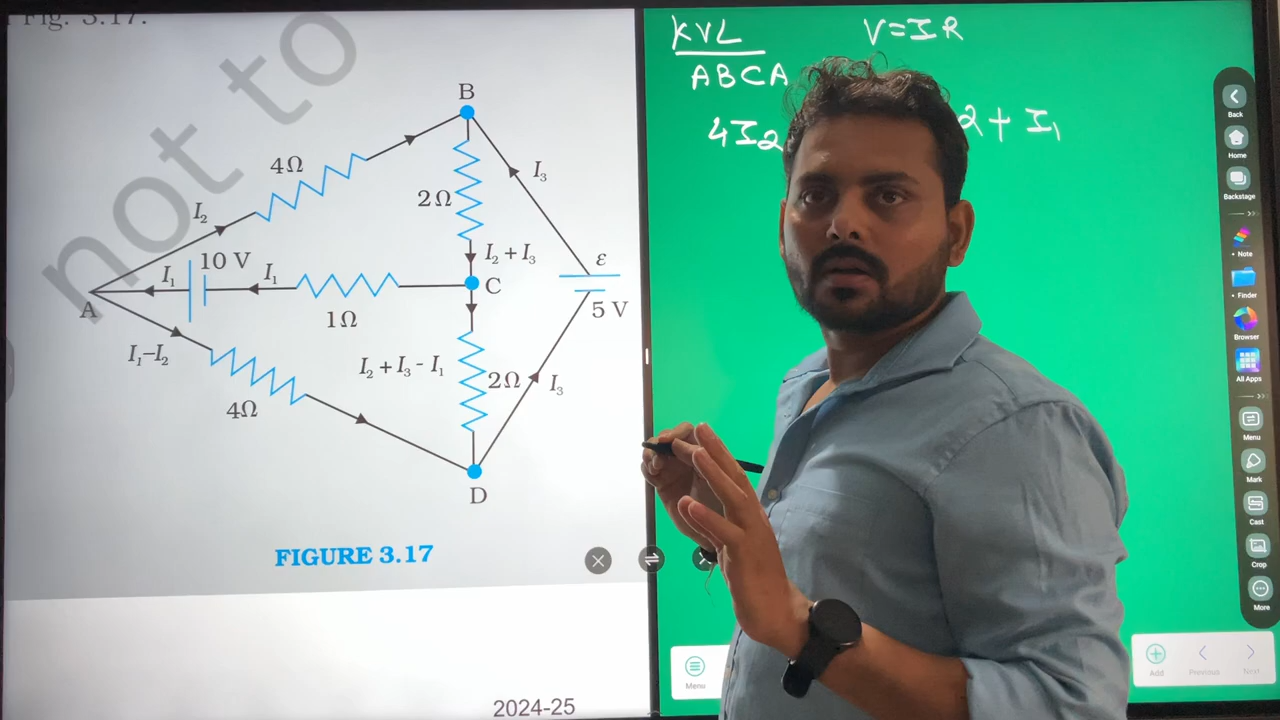 Fig. 3.17.
not to
B
4Ω
I₃
2Ω
I₂
I₂ + I₃
ε
10 V
I₁
I₁
C
A
1Ω
5 V
I₁–I₂
I₂ + I₃ - I₁
2Ω
I₃
4Ω
D
FIGURE 3.17
2024-25
KVL
V=IR
ABCA
4I2
2 + I₁
Back
Home
Backstage
Note
Finder
Browser
All Apps
Menu
Mark
Cast
Crop
More
Menu
Add
Previous
Next